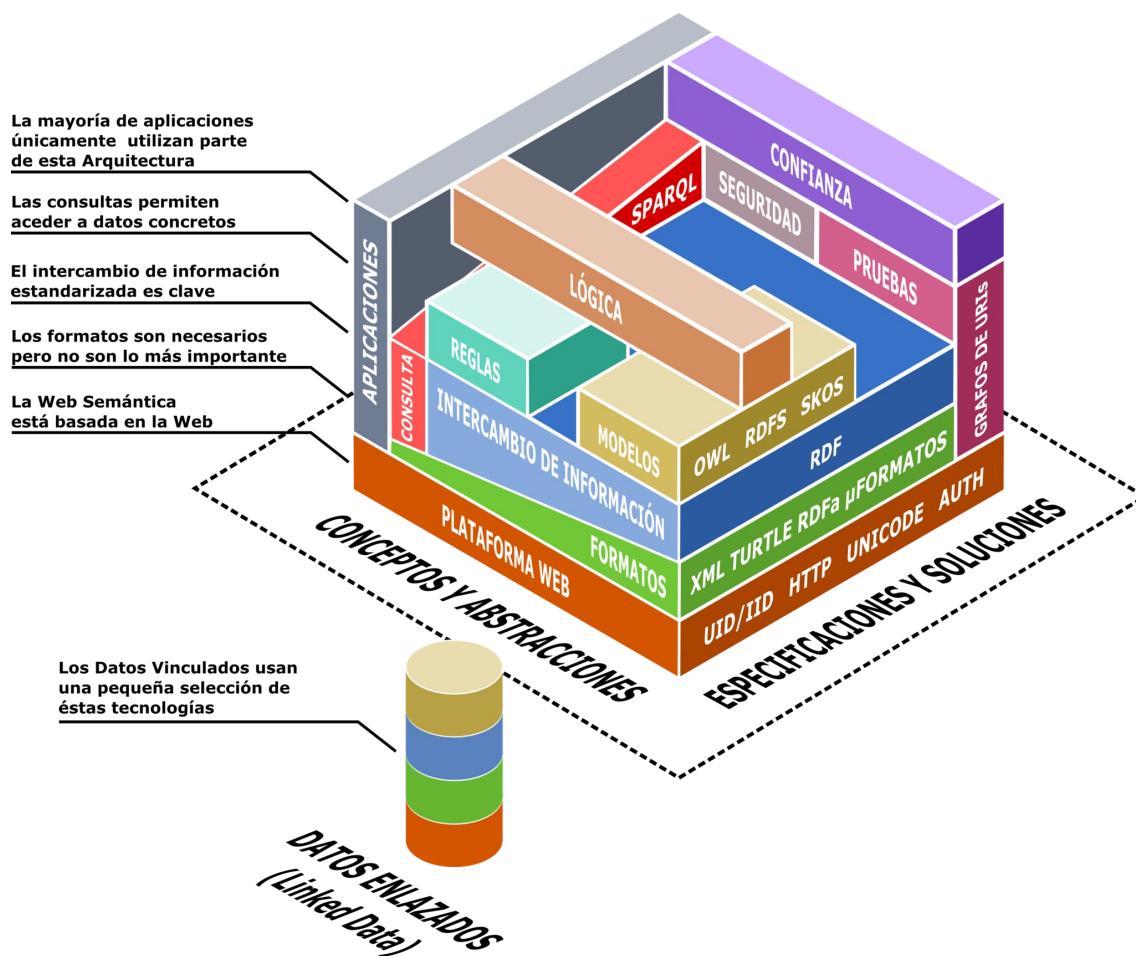 La mayoría de aplicaciones
únicamente utilizan parte
de esta Arquitectura
Las consultas permiten
aceder a datos concretos
El intercambio de información
estandarizada es clave
Los formatos son necesarios
pero no son lo más importante
La Web Semántica
está basada en la Web
APLICACIONES
CONFIANZA
SPARQL
SEGURIDAD
PRUEBAS
LÓGICA
REGLAS
CONSULTA
INTERCAMBIO DE INFORMACIÓN
MODELOS
OWL RDFS SKOS
RDF
GRAFOS DE URIs
FORMATOS
XML TURTLE RDFa µFORMATOS
PLATAFORMA WEB
UID/IID HTTP UNICODE AUTH
CONCEPTOS Y ABSTRACCIONES
ESPECIFICACIONES Y SOLUCIONES
Los Datos Vinculados usan
una pequeña selección de
éstas tecnologías
DATOS ENLAZADOS
(Linked Data)